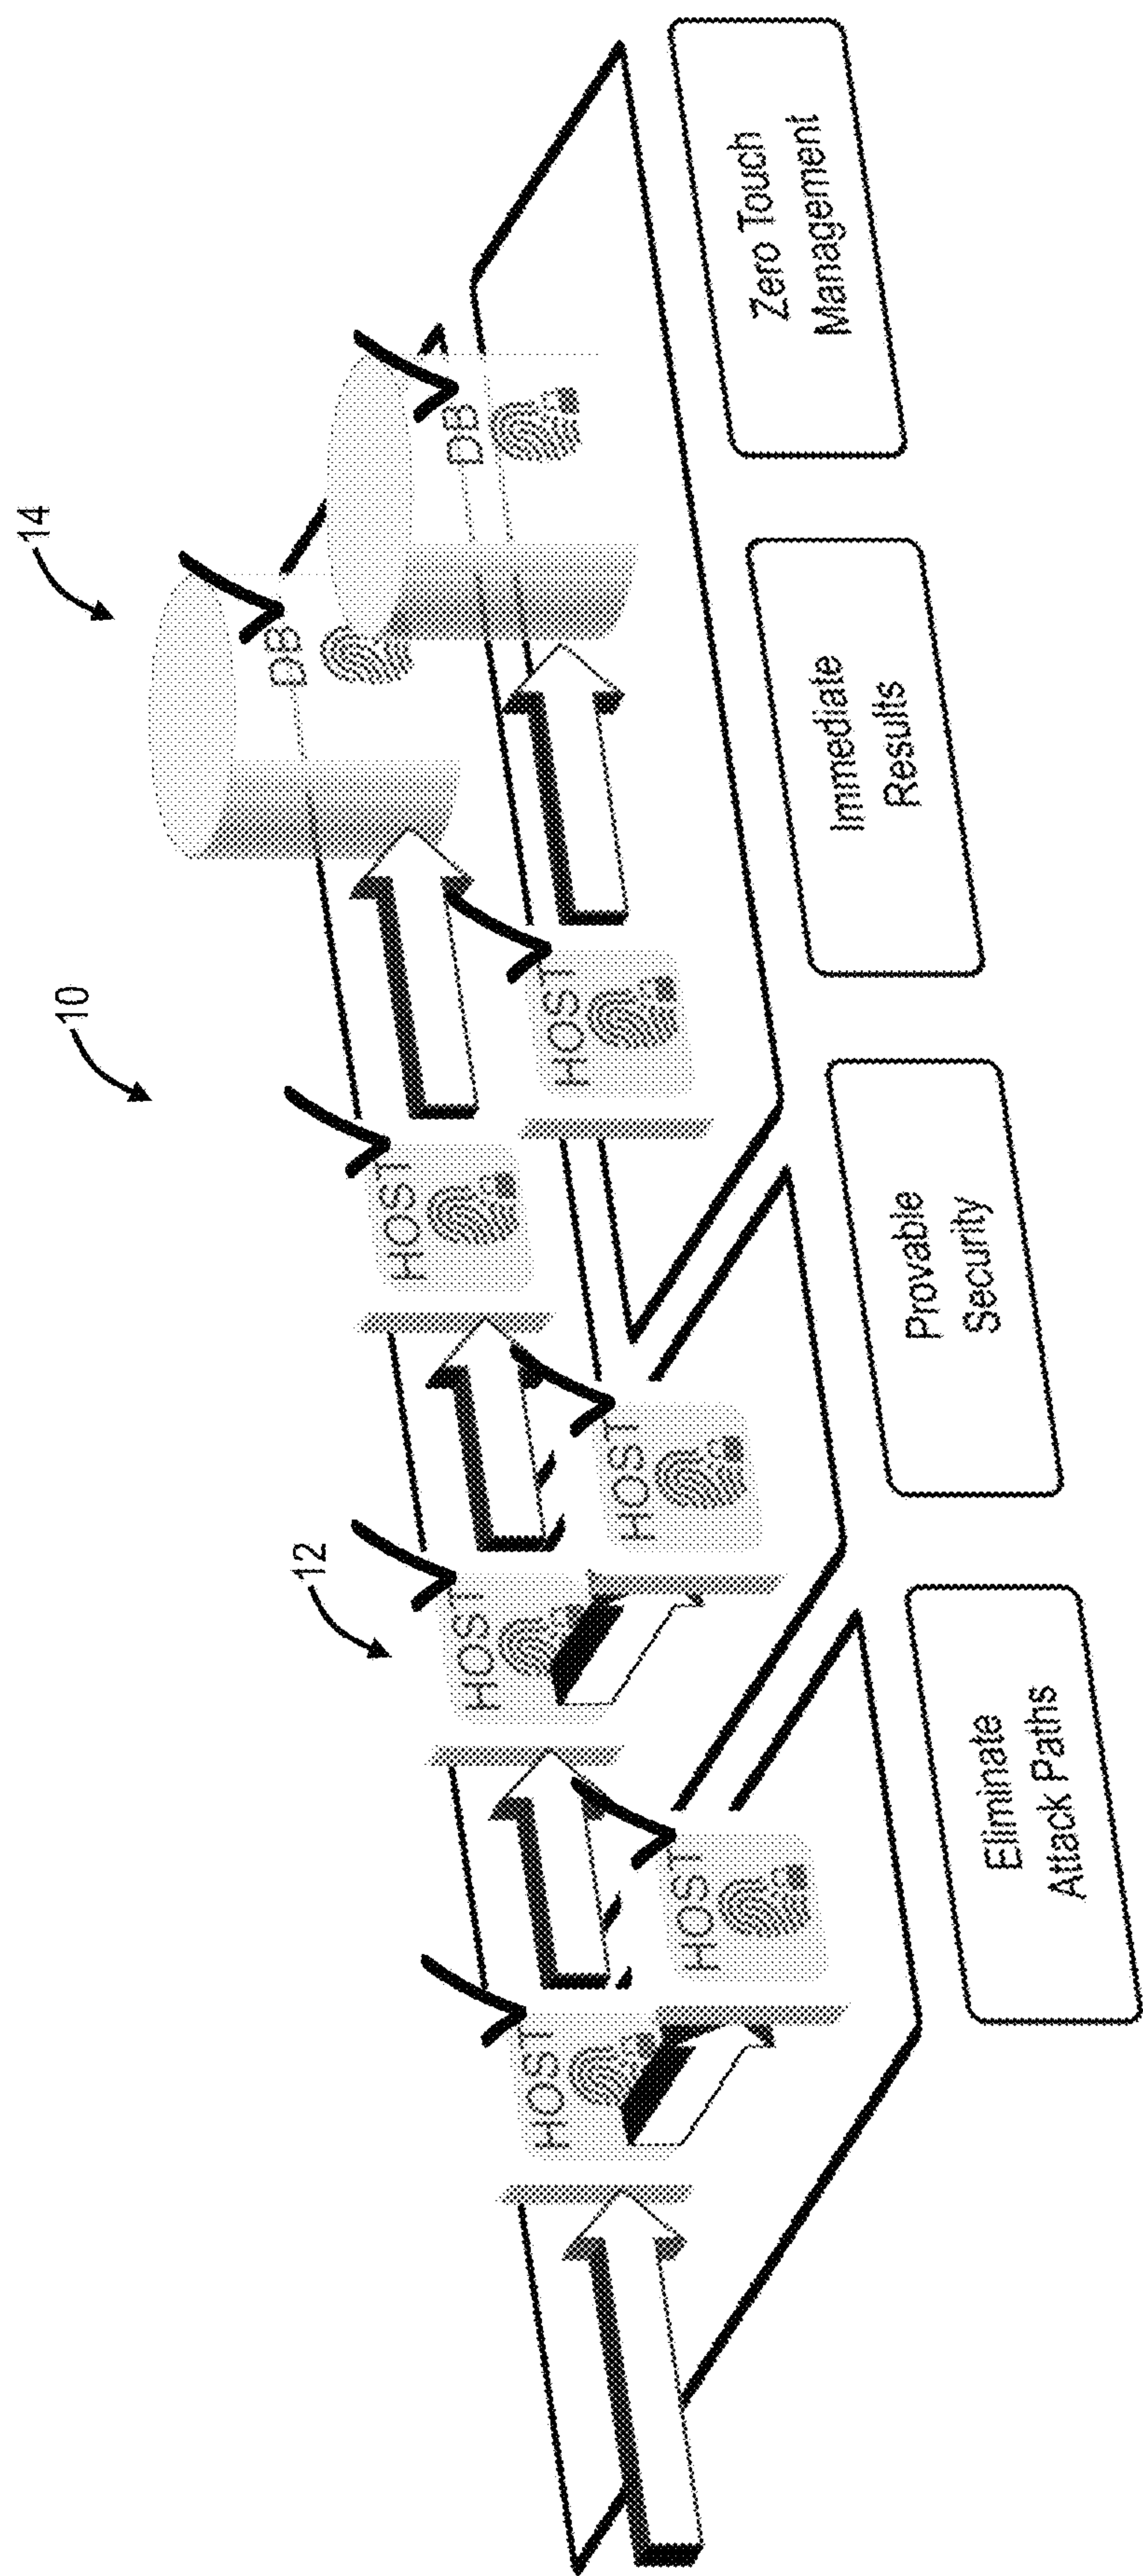 10
14
12
HOST
HOST
HOST
DB
HOST
HOST
HOST
DB
Eliminate
Attack Paths
Provable
Security
Immediate
Results
Zero Touch
Management